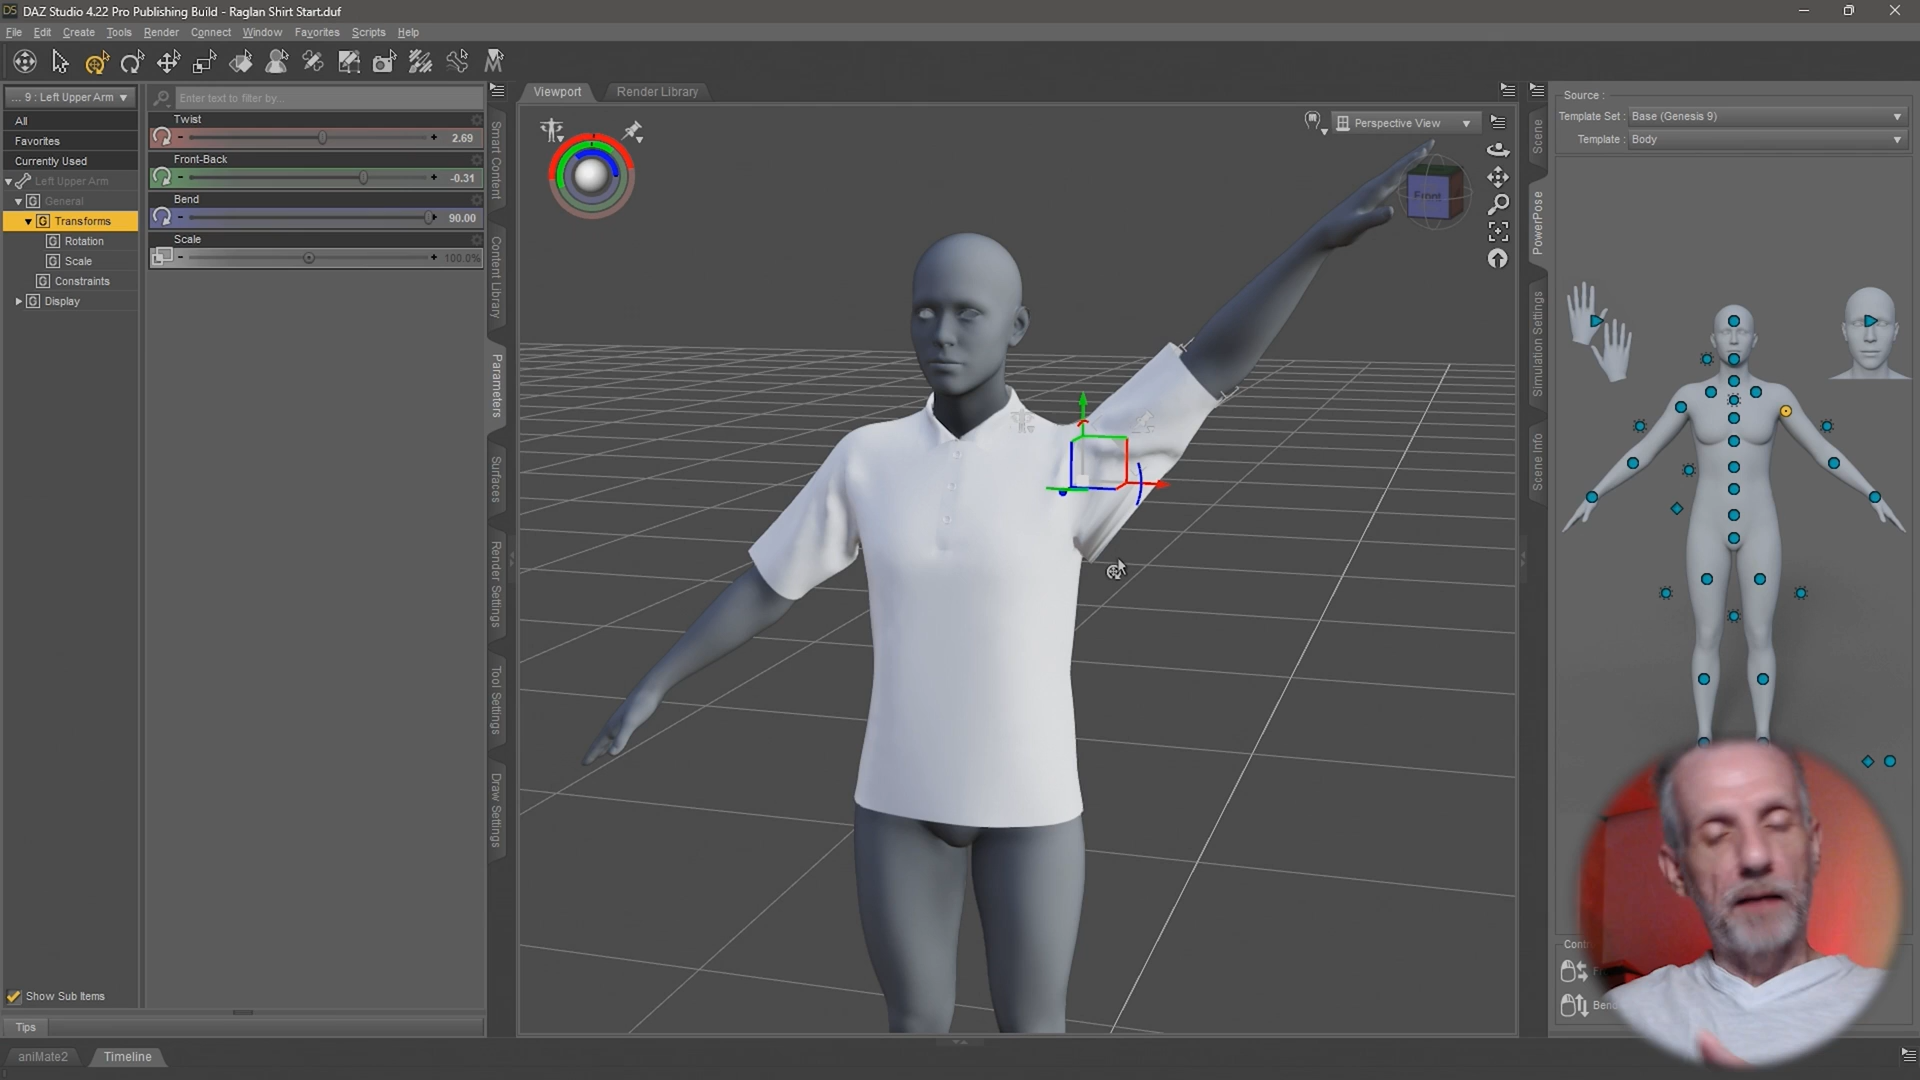 DAZ Studio 4.22 Pro Publishing Build - Raglan Shirt Start.duf
File Edit Create Tools Render Connect Window Favorites Scripts Help
... 9 : Left Upper Arm
Enter text to filter by...
All
Favorites
Currently Used
Left Upper Arm
General
Transforms
Rotation
Scale
Constraints
Display
Twist
2.69
Front-Back
-0.31
Bend
90.00
Scale
100.0%
Show Sub Items
Tips
aniMate2
Timeline
Smart Content
Content Library
Parameters
Surfaces
Render Settings
Tool Settings
Draw Settings
Viewport
Render Library
Perspective View
Front
Scene
PowerPose
Simulation Settings
Scene Info
Source :
Template Set : Base (Genesis 9)
Template : Body